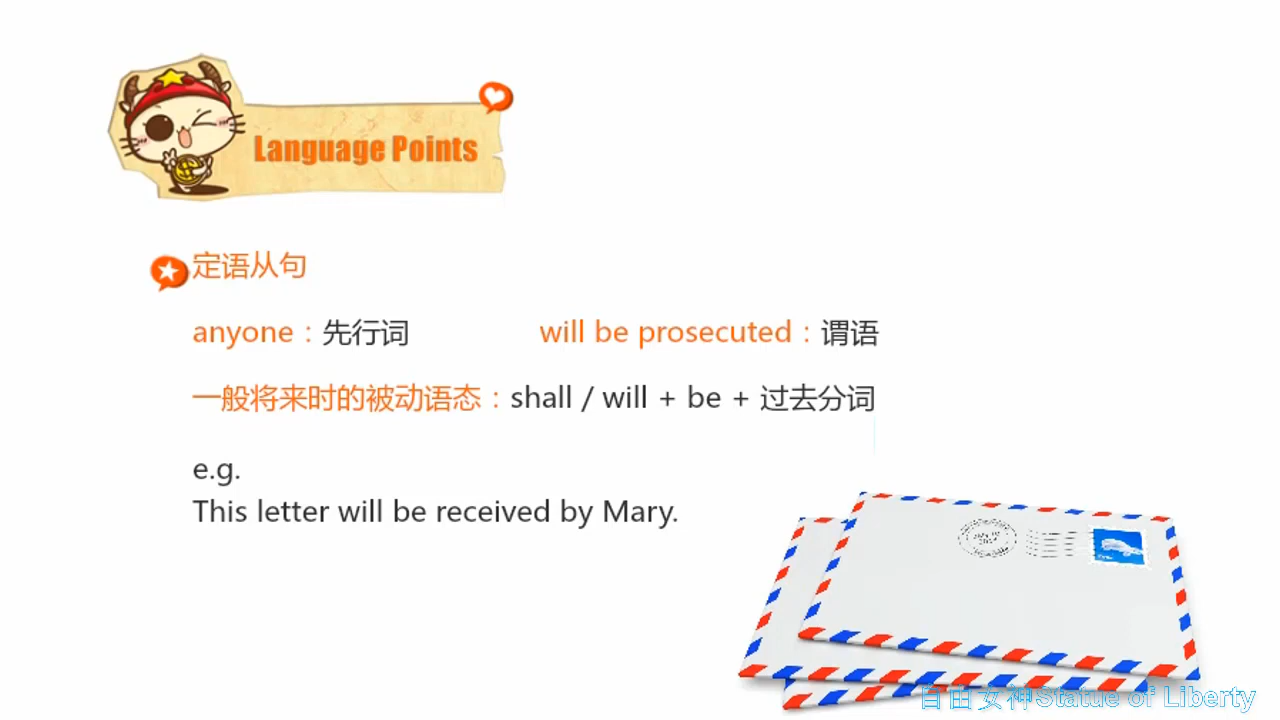 Language Points
定语从句
anyone：先行词 will be prosecuted：谓语
一般将来时的被动语态：shall / will + be + 过去分词
e.g.
This letter will be received by Mary.
自由女神Statue of Liberty